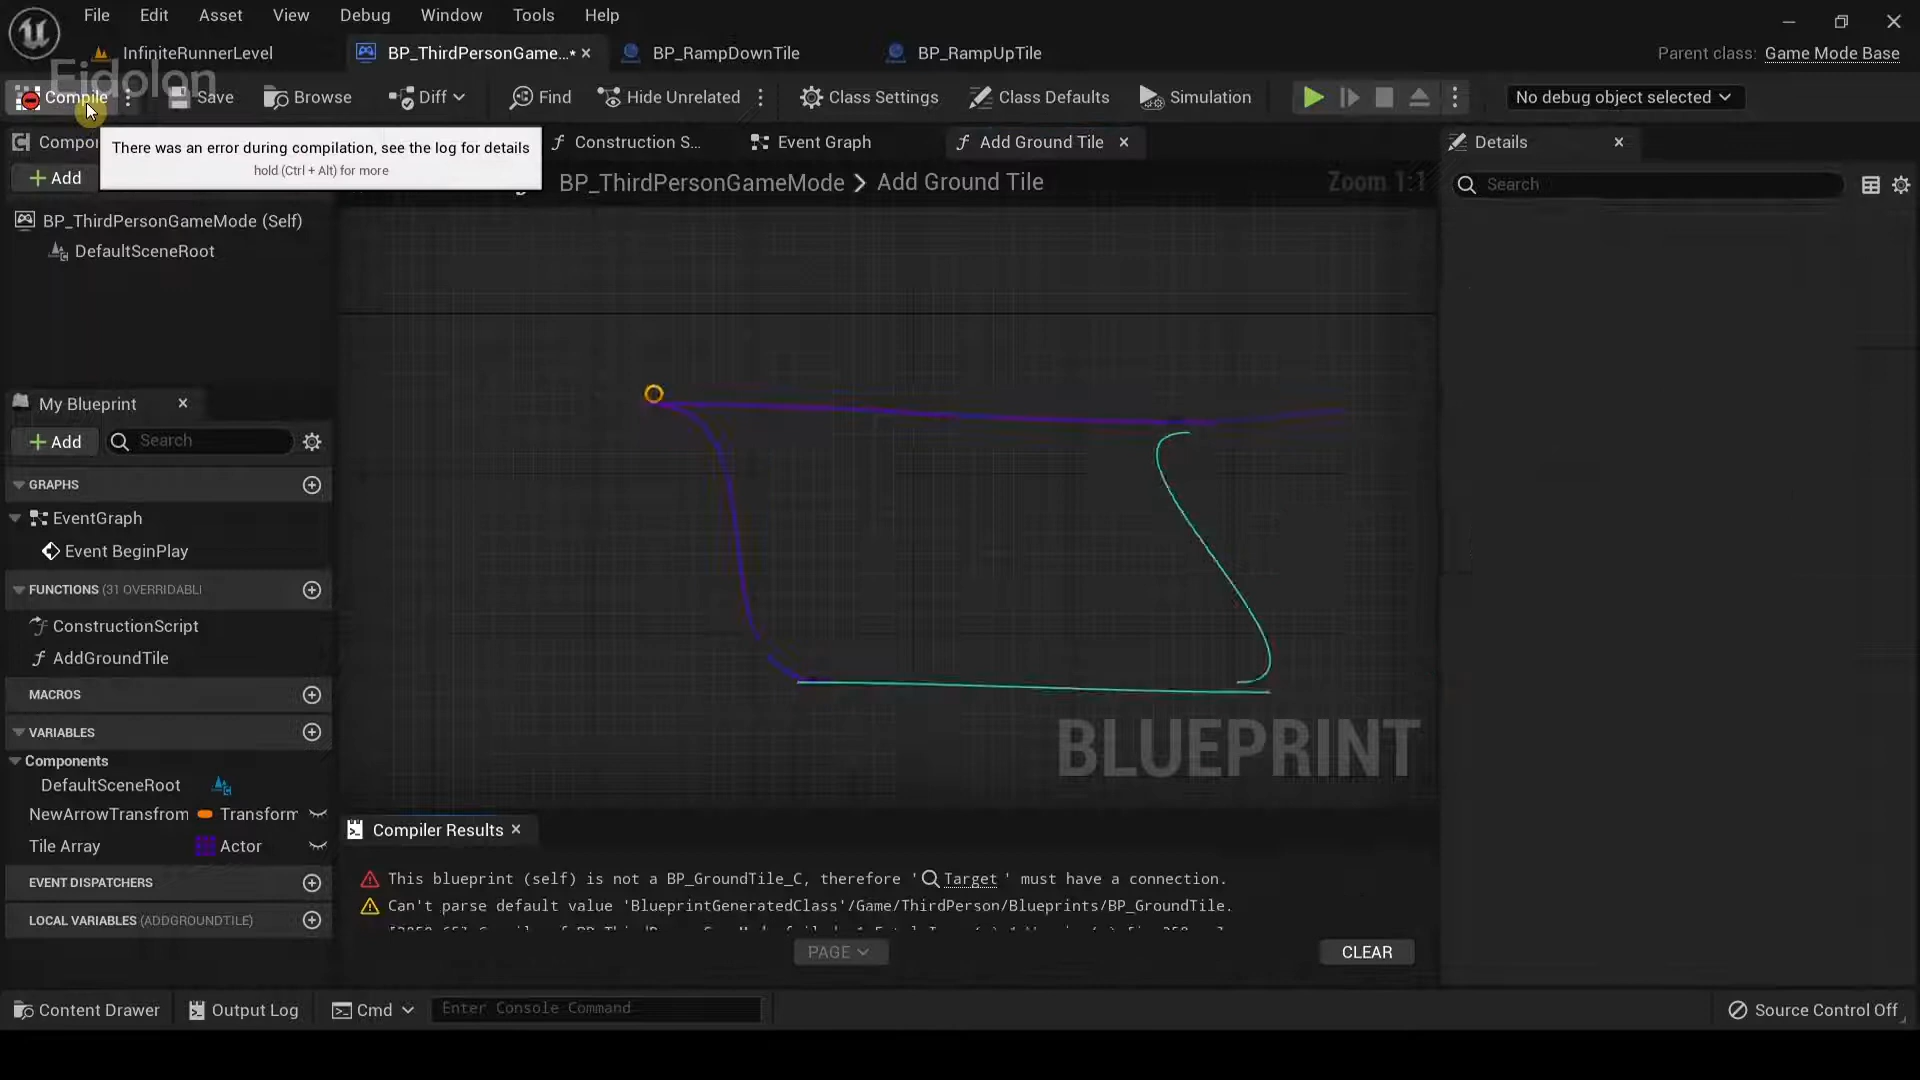 File Edit Asset View Debug Window Tools Help
InfiniteRunnerLevel BP_ThirdPersonGame...* BP_RampDownTile BP_RampUpTile Parent class: Game Mode Base
Eidolon
Compile Save Browse Diff Find Hide Unrelated Class Settings Class Defaults Simulation No debug object selected
Compo Construction S... Event Graph Add Ground Tile Details
There was an error during compilation, see the log for details
hold (Ctrl + Alt) for more
+ Add BP_ThirdPersonGameMode > Add Ground Tile Zoom 1:1 Search
BP_ThirdPersonGameMode (Self)
DefaultSceneRoot
My Blueprint
+ Add Search
GRAPHS
EventGraph
Event BeginPlay
FUNCTIONS (31 OVERRIDABLI
ConstructionScript
AddGroundTile
MACROS
VARIABLES
Components
DefaultSceneRoot
NewArrowTransfrom Transform
Tile Array Actor
EVENT DISPATCHERS
LOCAL VARIABLES (ADDGROUNDTILE)
BLUEPRINT
Compiler Results
This blueprint (self) is not a BP_GroundTile_C, therefore ' Target ' must have a connection.
Can't parse default value 'BlueprintGeneratedClass'/Game/ThirdPerson/Blueprints/BP_GroundTile.
PAGE CLEAR
Content Drawer Output Log Cmd Enter Console Command Source Control Off